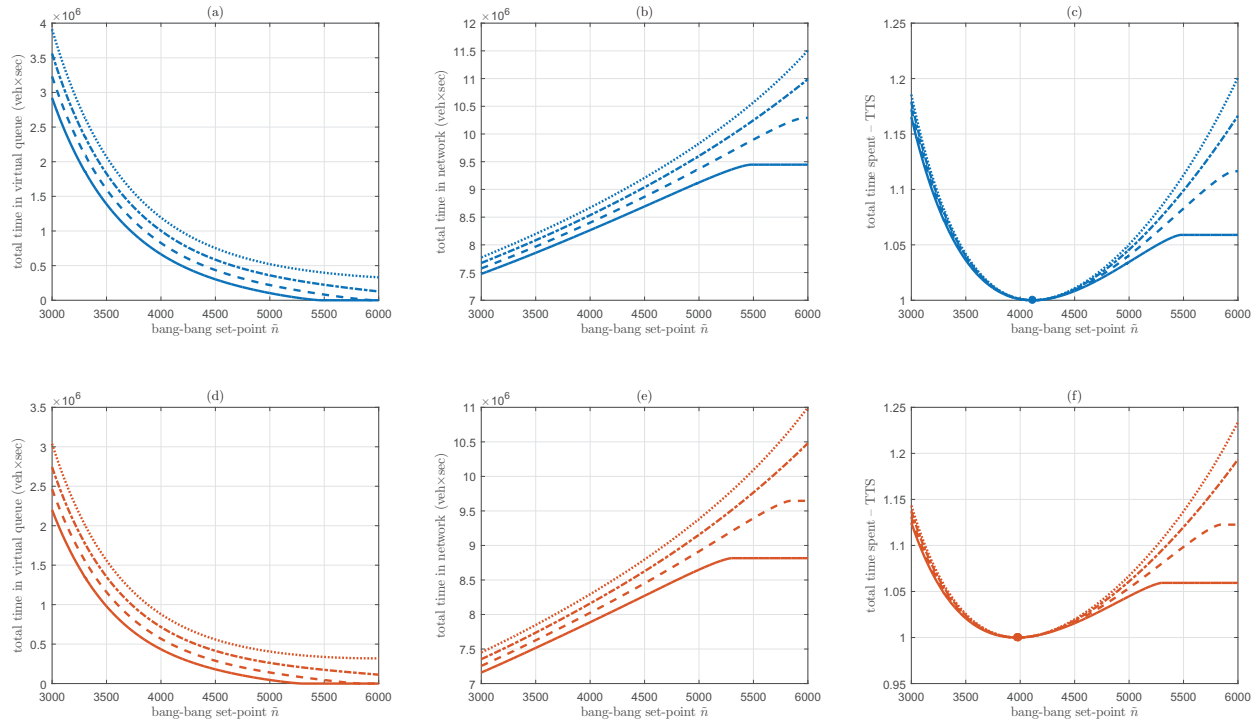 (a)
×10⁶
total time in virtual queue (veh×sec)
4
3.5
3
2.5
2
1.5
1
0.5
0
3000 3500 4000 4500 5000 5500 6000
bang-bang set-point ñ
(b)
×10⁶
total time in network (veh×sec)
12
11.5
11
10.5
10
9.5
9
8.5
8
7.5
7
3000 3500 4000 4500 5000 5500 6000
bang-bang set-point ñ
(c)
total time spent – TTS
1.25
1.2
1.15
1.1
1.05
1
3000 3500 4000 4500 5000 5500 6000
bang-bang set-point ñ
(d)
×10⁶
total time in virtual queue (veh×sec)
3.5
3
2.5
2
1.5
1
0.5
0
3000 3500 4000 4500 5000 5500 6000
bang-bang set-point ñ
(e)
×10⁶
total time in network (veh×sec)
11
10.5
10
9.5
9
8.5
8
7.5
7
3000 3500 4000 4500 5000 5500 6000
bang-bang set-point ñ
(f)
total time spent – TTS
1.25
1.2
1.15
1.1
1.05
1
0.95
3000 3500 4000 4500 5000 5500 6000
bang-bang set-point ñ